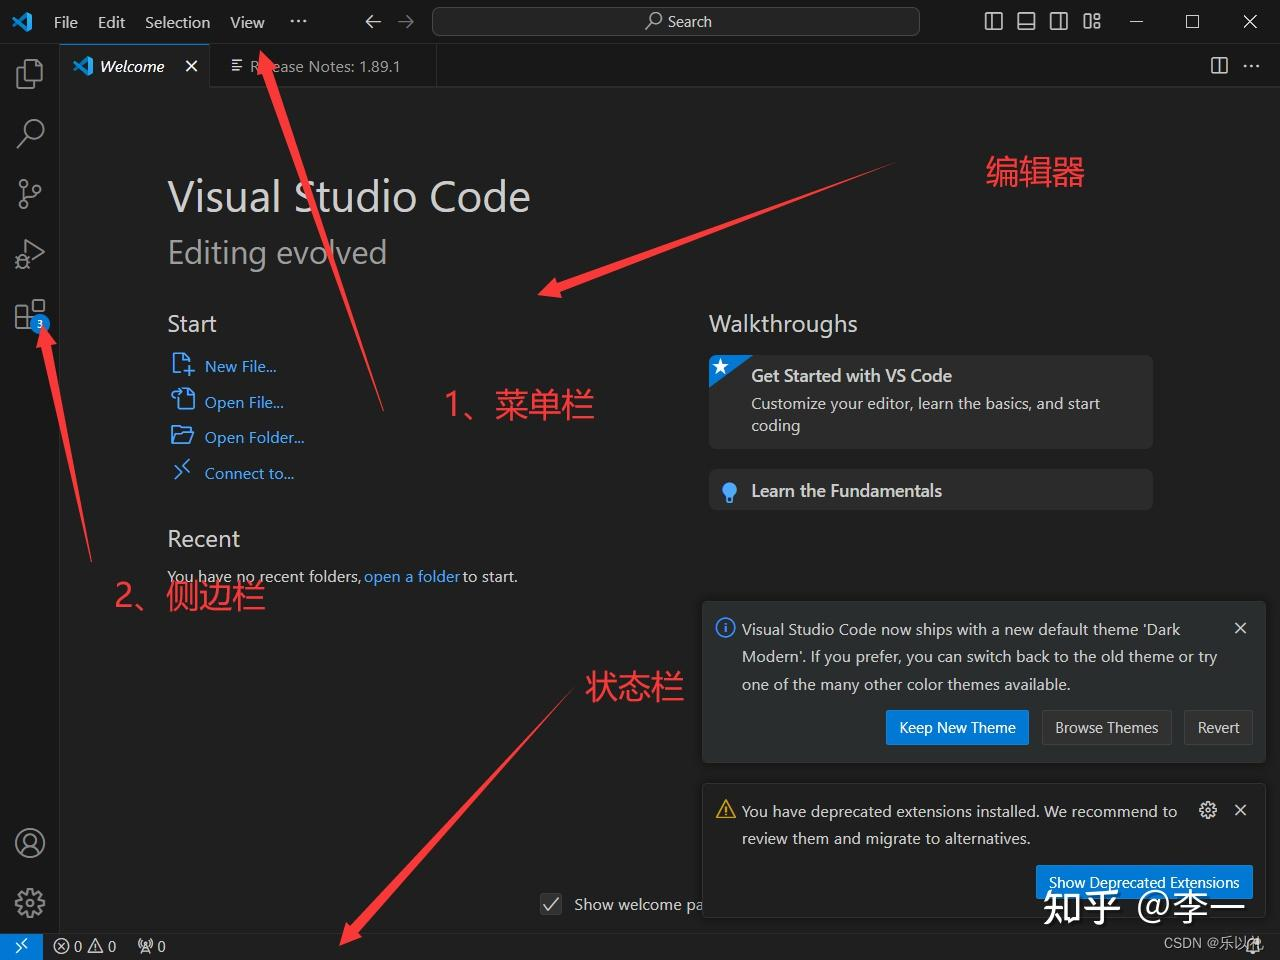 File Edit Selection View ··· Search
Welcome Release Notes: 1.89.1
编辑器
Visual Studio Code
Editing evolved
Start
New File...
Open File...
Open Folder...
Connect to...
1、菜单栏
Walkthroughs
Get Started with VS Code
Customize your editor, learn the basics, and start
coding
Learn the Fundamentals
3
Recent
You have no recent folders, open a folder to start.
2、侧边栏
状态栏
Visual Studio Code now ships with a new default theme 'Dark
Modern'. If you prefer, you can switch back to the old theme or try
one of the many other color themes available.
Keep New Theme Browse Themes Revert
You have deprecated extensions installed. We recommend to
review them and migrate to alternatives.
Show Deprecated Extensions
Show welcome pa
知乎 @李一
0 0 0
CSDN @乐以礼